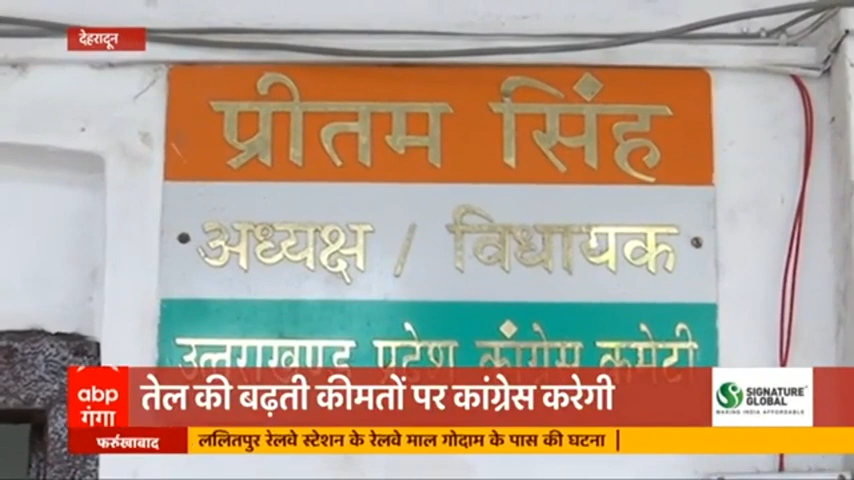 देहरादून
प्रीतम सिंह
अध्यक्ष / विधायक
उत्तराखण्ड प्रदेश कांग्रेस कमेटी
abp गंगा
तेल की बढ़ती कीमतों पर कांग्रेस करेगी
SIGNATURE GLOBAL
MAKING INDIA AFFORDABLE
फर्रुखाबाद
ललितपुर रेलवे स्टेशन के रेलवे माल गोदाम के पास की घटना